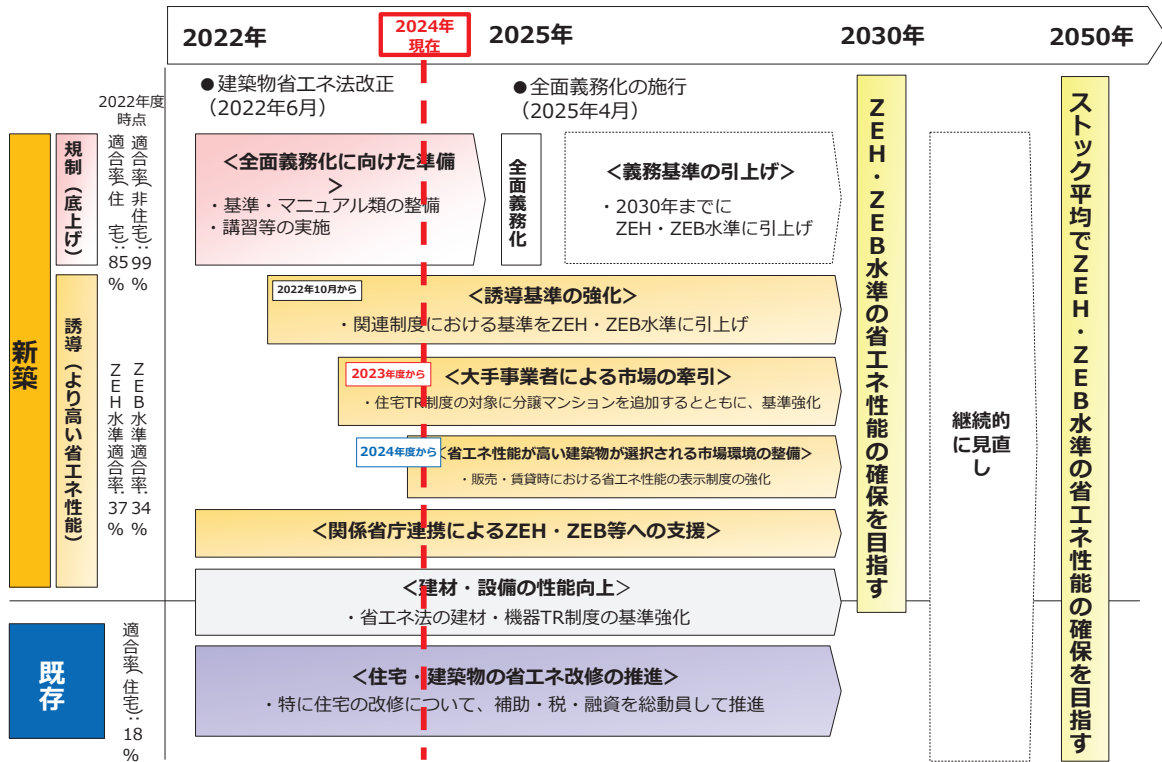 2022年
2024年
現在
2025年
2030年
2050年
●建築物省エネ法改正
（2022年6月）
●全面義務化の施行
（2025年4月）
2022年度
時点
新築
規制（底上げ）
適合率（非住宅）：99%
適合率（住　宅）：85%
＜全面義務化に向けた準備
＞
・基準・マニュアル類の整備
・講習等の実施
全面義務化
＜義務基準の引上げ＞
・2030年までに
ZEH・ZEB水準に引上げ
誘導（より高い省エネ性能）
ZEB水準適合率：34%
ZEH水準適合率：37%
2022年10月から
＜誘導基準の強化＞
・関連制度における基準をZEH・ZEB水準に引上げ
2023年度から
＜大手事業者による市場の牽引＞
・住宅TR制度の対象に分譲マンションを追加するとともに、基準強化
2024年度から
＜省エネ性能が高い建築物が選択される市場環境の整備＞
・販売・賃貸時における省エネ性能の表示制度の強化
＜関係省庁連携によるZEH・ZEB等への支援＞
＜建材・設備の性能向上＞
・省エネ法の建材・機器TR制度の基準強化
既存
適合率（住宅）：18%
＜住宅・建築物の省エネ改修の推進＞
・特に住宅の改修について、補助・税・融資を総動員して推進
ZEH・ZEB水準の省エネ性能の確保を目指す
継続的
に見直
し
ストック平均でZEH・ZEB水準の省エネ性能の確保を目指す